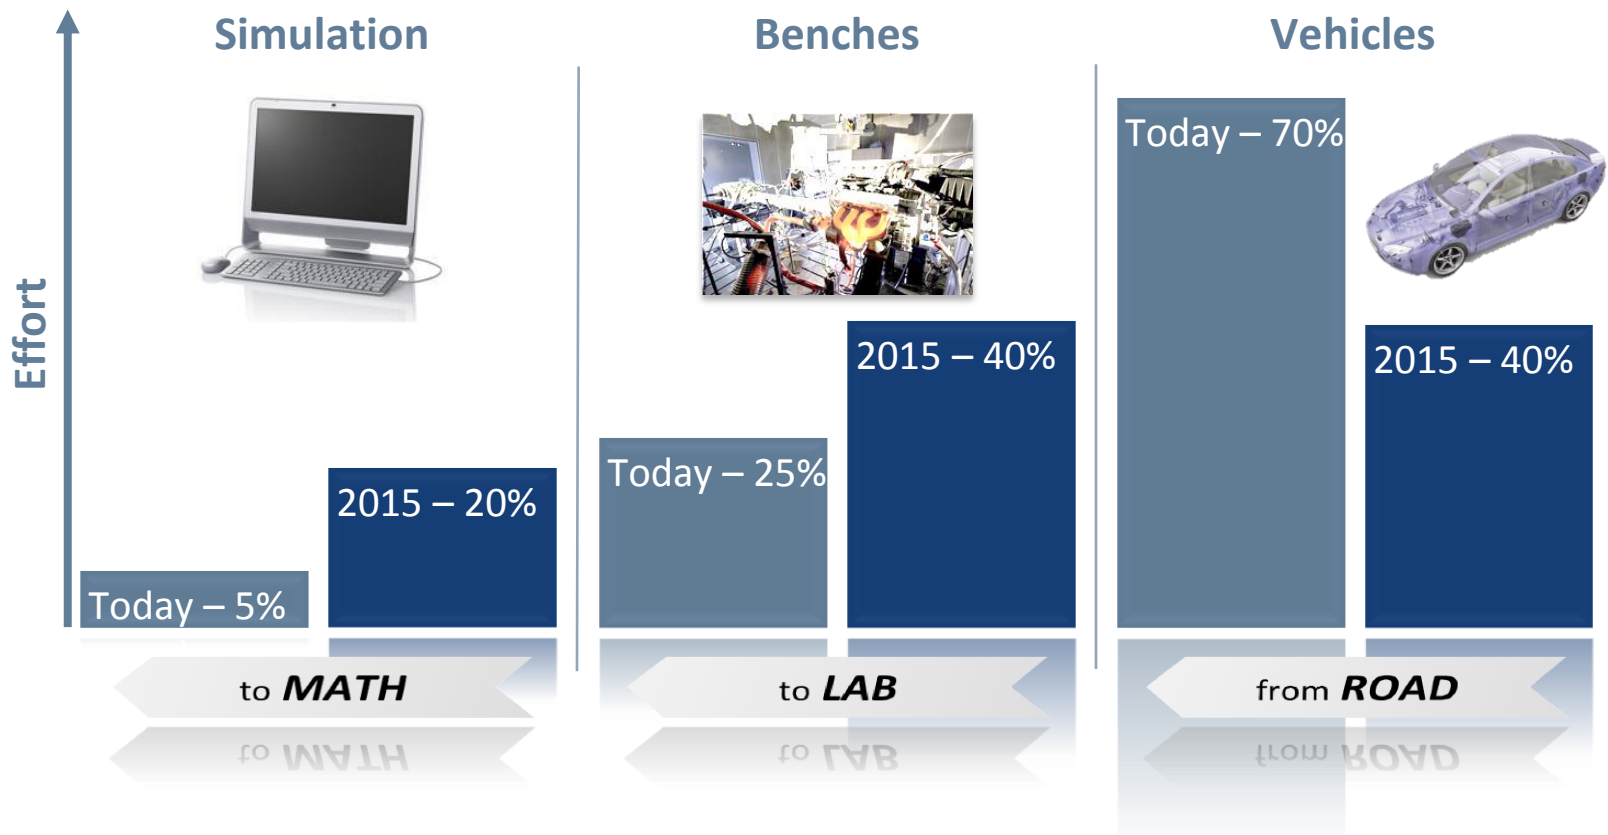 Simulation
Benches
Vehicles
Effort
Today – 5%
2015 – 20%
Today – 25%
2015 – 40%
Today – 70%
2015 – 40%
to MATH
to LAB
from ROAD